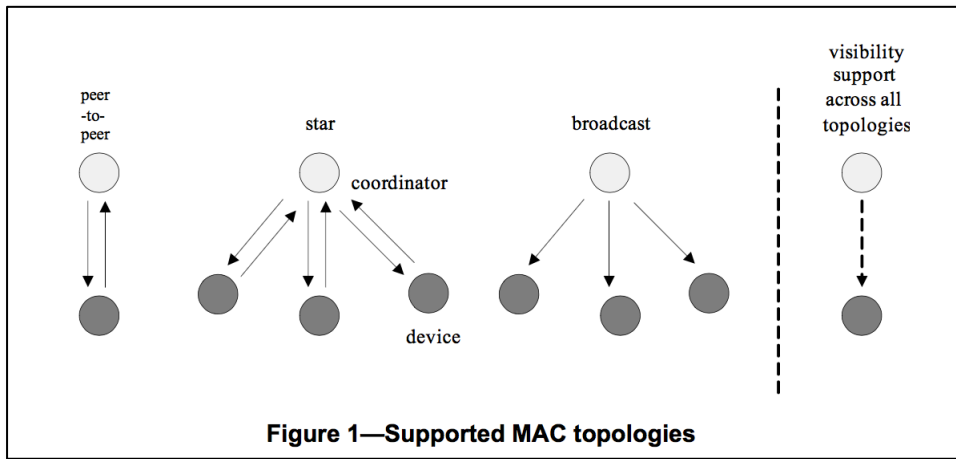 peer
-to-
peer
star
broadcast
visibility
support
across all
topologies
coordinator
device
Figure 1—Supported MAC topologies